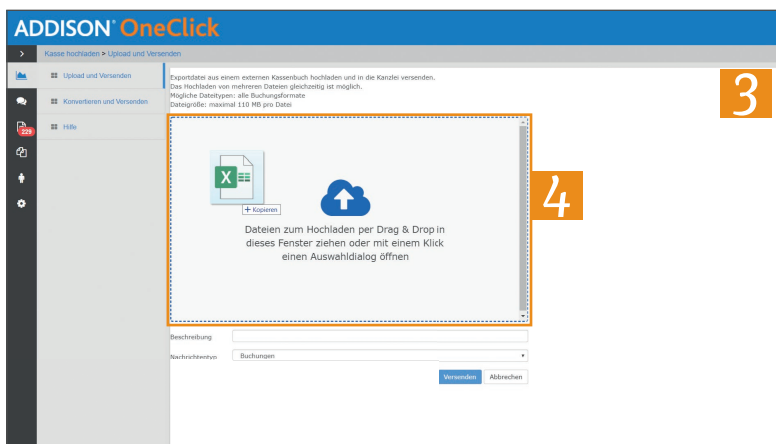 ADDISON® OneClick
Kasse hochladen > Upload und Versenden
3
Upload und Versenden
Konvertieren und Versenden
Hilfe
229
Exportdatei aus einem externen Kassenbuch hochladen und in die Kanzlei versenden.
Das Hochladen von mehreren Dateien gleichzeitig ist möglich.
Mögliche Dateitypen: alle Buchungsformate
Dateigröße: maximal 110 MB pro Datei
4
X
+ Kopieren
Dateien zum Hochladen per Drag & Drop in
dieses Fenster ziehen oder mit einem Klick
einen Auswahldialog öffnen
Beschreibung
Nachrichtentyp Buchungen
Versenden Abbrechen